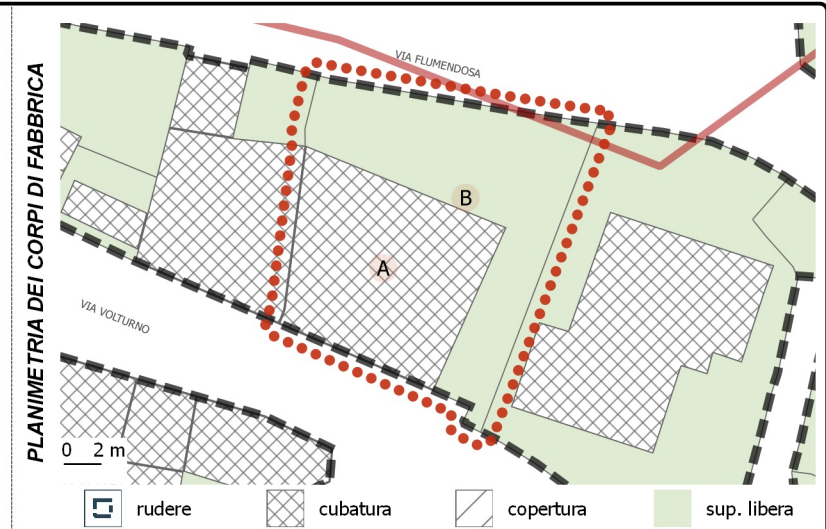 PLANIMETRIA DEI CORPI DI FABBRICA
VIA FLUMENDOSA
B
A
VIA VOLTURNO
0 2 m
rudere cubatura copertura sup. libera